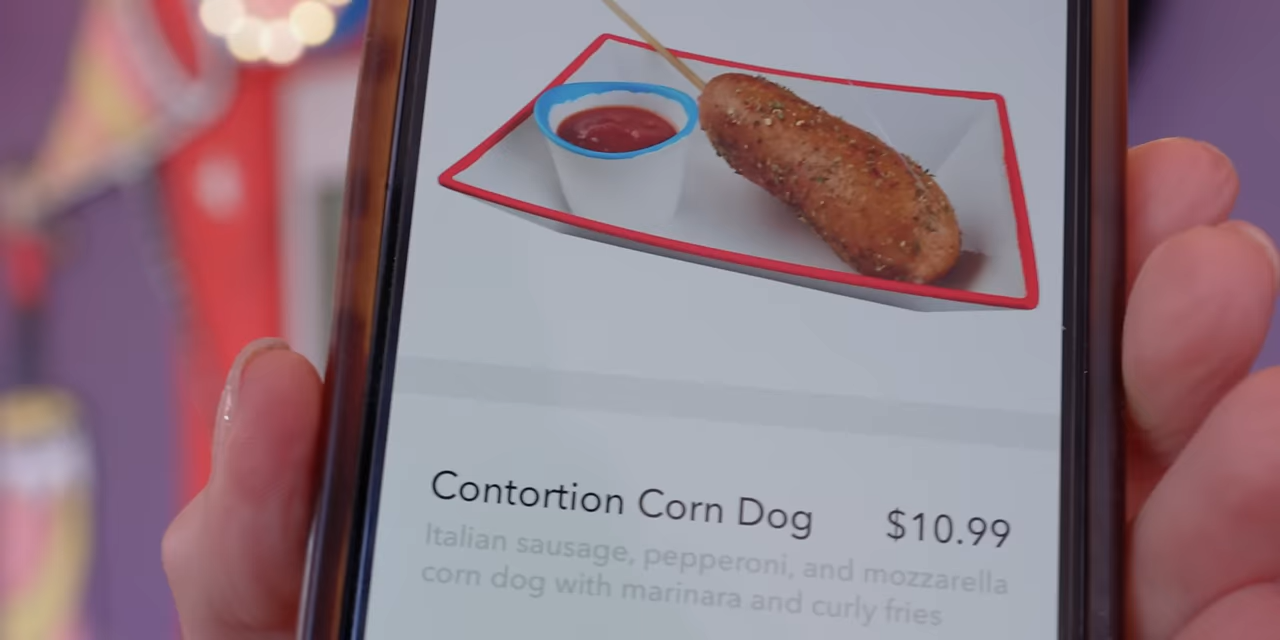 Contortion Corn Dog $10.99
Italian sausage, pepperoni, and mozzarella
corn dog with marinara and curly fries